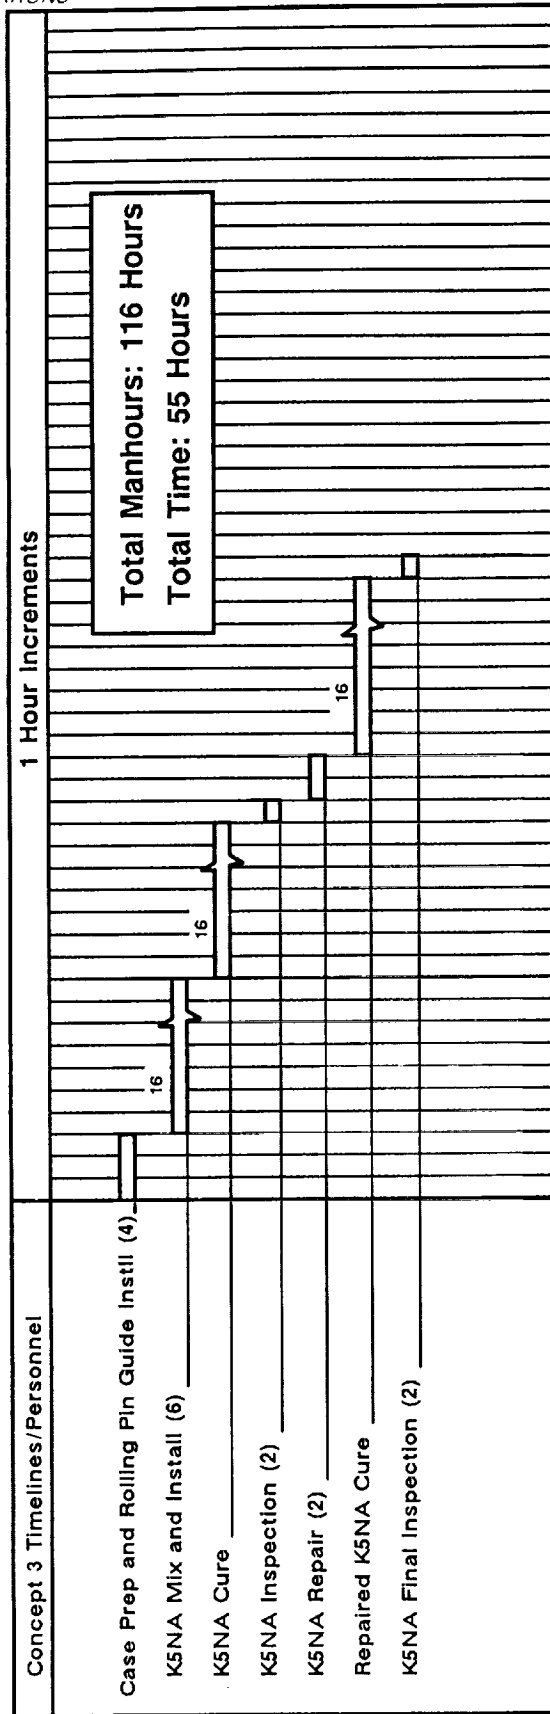 Concept 3 Timelines/Personnel
1 Hour Increments
Case Prep and Rolling Pin Guide Instll (4)
K5NA Mix and Install (6)
K5NA Cure
K5NA Inspection (2)
K5NA Repair (2)
Repaired K5NA Cure
K5NA Final Inspection (2)
16
16
16
Total Manhours: 116 Hours
Total Time: 55 Hours